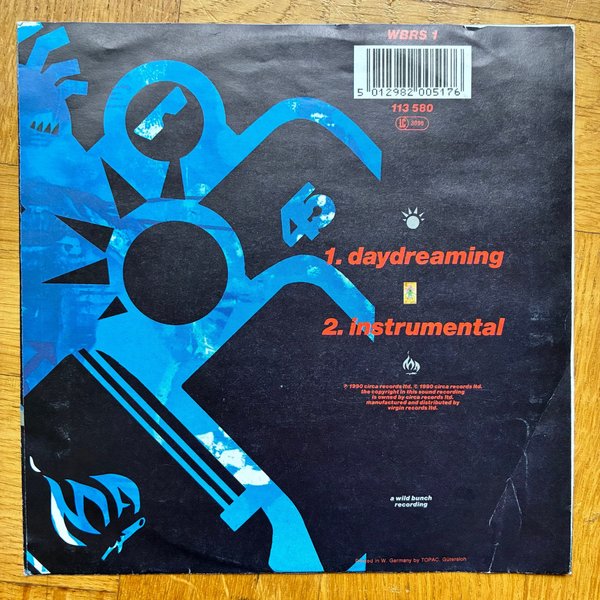 WBRS 1
5 012982 005176
113 580
LC 3098
45
1. daydreaming
2. instrumental
℗ 1990 circa records ltd. © 1990 circa records ltd.
the copyright in this sound recording
is owned by circa records ltd.
manufactured and distributed by
virgin records ltd.
a wild bunch
recording
Printed in W. Germany by TOPAC, Gütersloh